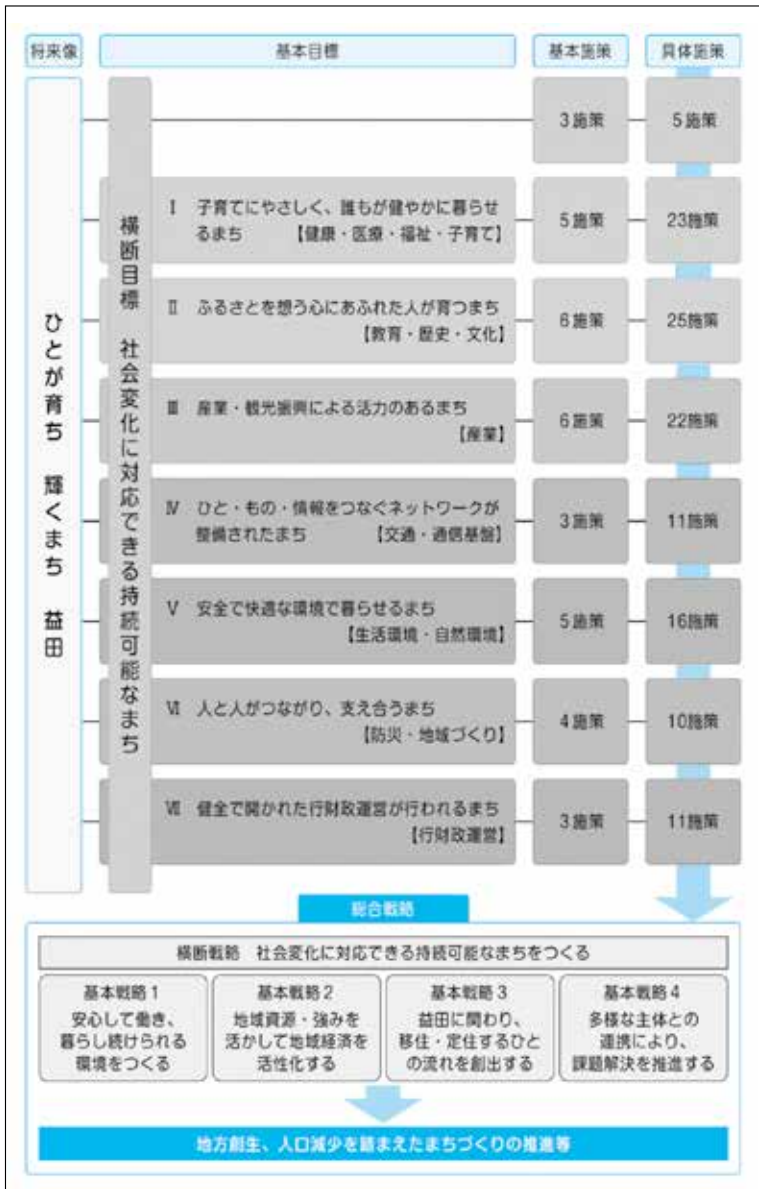 将来像
基本目標
基本施策
具体施策
ひとが育ち 輝くまち 益田
横断目標 社会変化に対応できる持続可能なまち
3施策
5施策
Ⅰ 子育てにやさしく、誰もが健やかに暮らせ
るまち 【健康・医療・福祉・子育て】
5施策
23施策
Ⅱ ふるさとを想う心にあふれた人が育つまち
【教育・歴史・文化】
6施策
25施策
Ⅲ 産業・観光振興による活力のあるまち
【産業】
6施策
22施策
Ⅳ ひと・もの・情報をつなぐネットワークが
整備されたまち 【交通・通信基盤】
3施策
11施策
Ⅴ 安全で快適な環境で暮らせるまち
【生活環境・自然環境】
5施策
16施策
Ⅵ 人と人がつながり、支え合うまち
【防災・地域づくり】
4施策
10施策
Ⅶ 健全で開かれた行財政運営が行われるまち
【行財政運営】
3施策
11施策
総合戦略
横断戦略 社会変化に対応できる持続可能なまちをつくる
基本戦略1
安心して働き、
暮らし続けられる
環境をつくる
基本戦略2
地域資源・強みを
活かして地域経済を
活性化する
基本戦略3
益田に関わり、
移住・定住するひと
の流れを創出する
基本戦略4
多様な主体との
連携により、
課題解決を推進する
地方創生、人口減少を踏まえたまちづくりの推進等